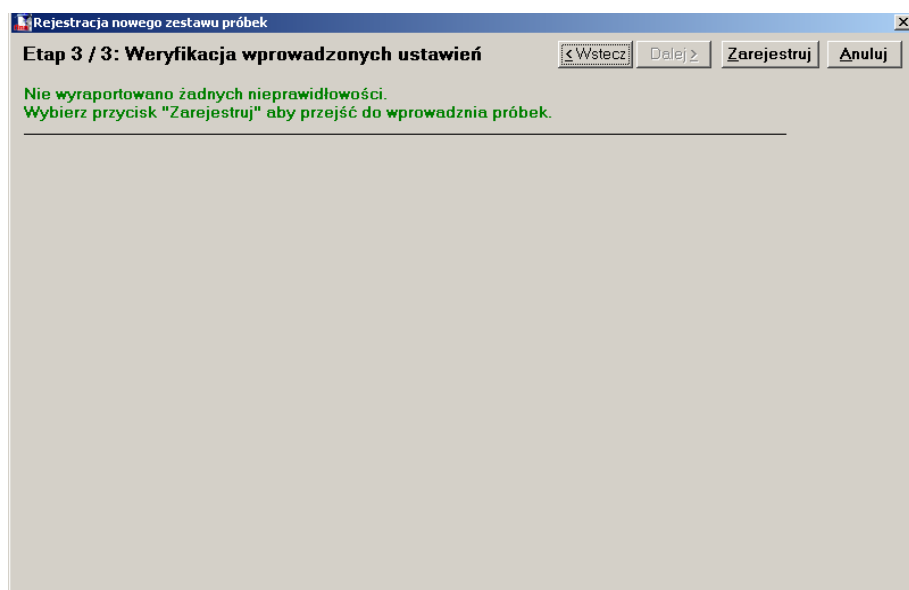 Rejestracja nowego zestawu próbek
Etap 3 / 3: Weryfikacja wprowadzonych ustawień
< Wstecz
Dalej >
Zarejestruj
Anuluj
Nie wyraportowano żadnych nieprawidłowości.
Wybierz przycisk "Zarejestruj" aby przejść do wprowadznia próbek.